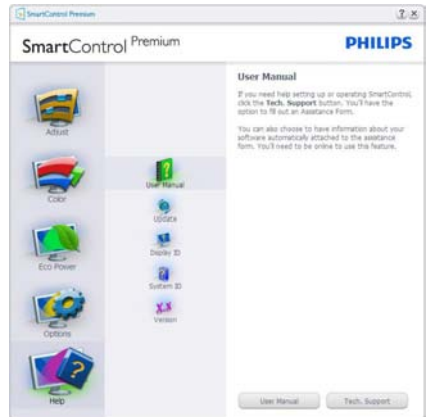 SmartControl Premium
? X
SmartControl Premium
PHILIPS
Adjust
Color
Eco Power
Options
Help
User Manual
Update
Display ID
System ID
X.X
Version
User Manual
If you need help setting up or operating SmartControl,
click the Tech. Support button. You'll have the
option to fill out an Assistance Form.
You can also choose to have information about your
software automatically attached to the assistance
form. You'll need to be online to use this feature.
User Manual
Tech. Support